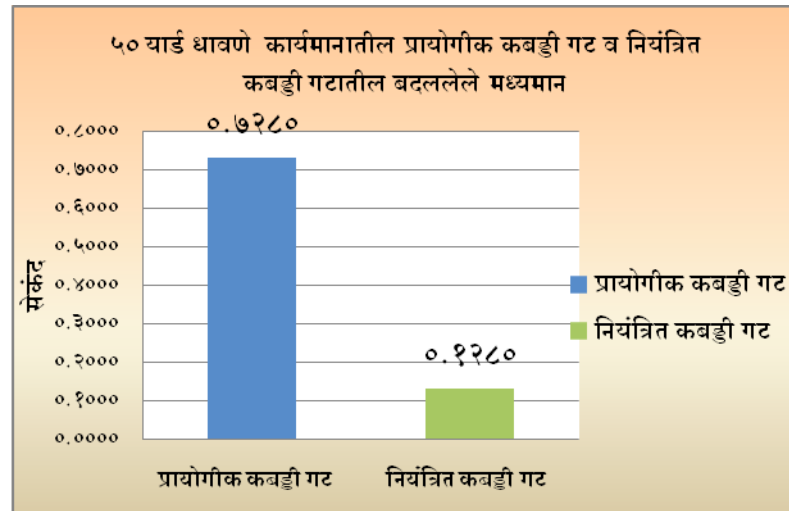 ५० यार्ड धावणे कार्यमानातील प्रायोगीक कबड्डी गट व नियंत्रित
कबड्डी गटातील बदललेले मध्यमान
सेकंद
०.८०००
०.७०००
०.६०००
०.५०००
०.४०००
०.३०००
०.२०००
०.१०००
०.००००
०.७२८०
०.१२८०
प्रायोगीक कबड्डी गट
नियंत्रित कबड्डी गट
प्रायोगीक कबड्डी गट
नियंत्रित कबड्डी गट